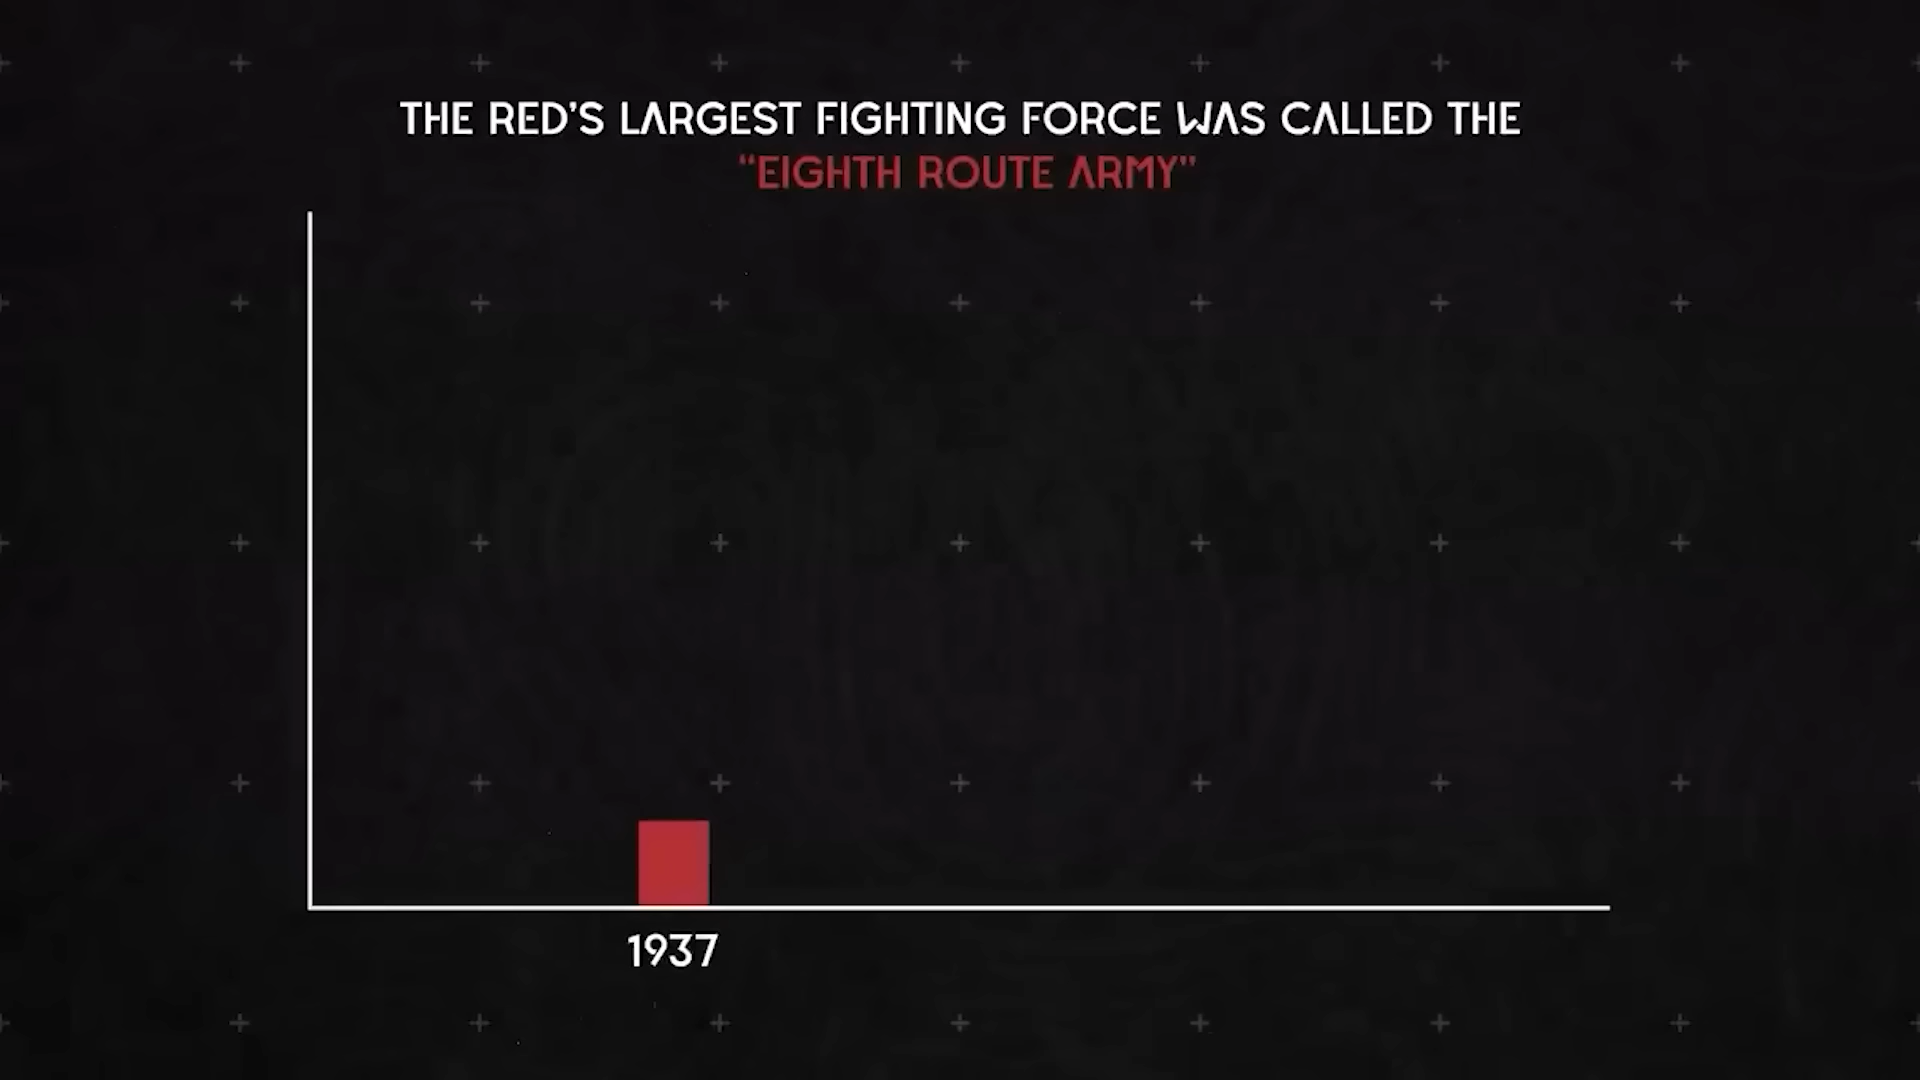 THE RED'S LARGEST FIGHTING FORCE WAS CALLED THE
“EIGHTH ROUTE ARMY”
1937